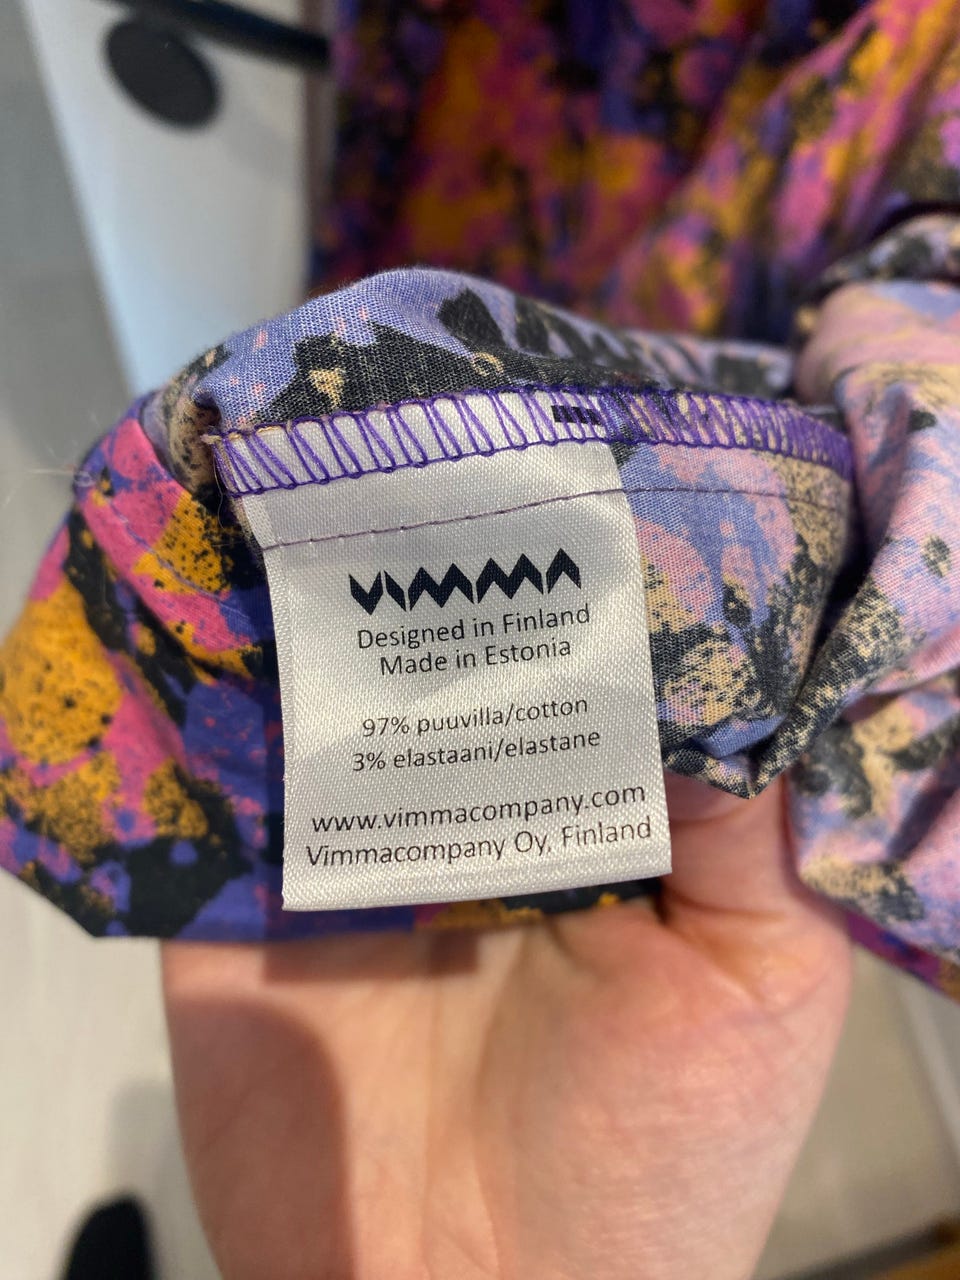 VIMMA
Designed in Finland
Made in Estonia
97% puuvilla/cotton
3% elastaani/elastane
www.vimmacompany.com
Vimmacompany Oy, Finland